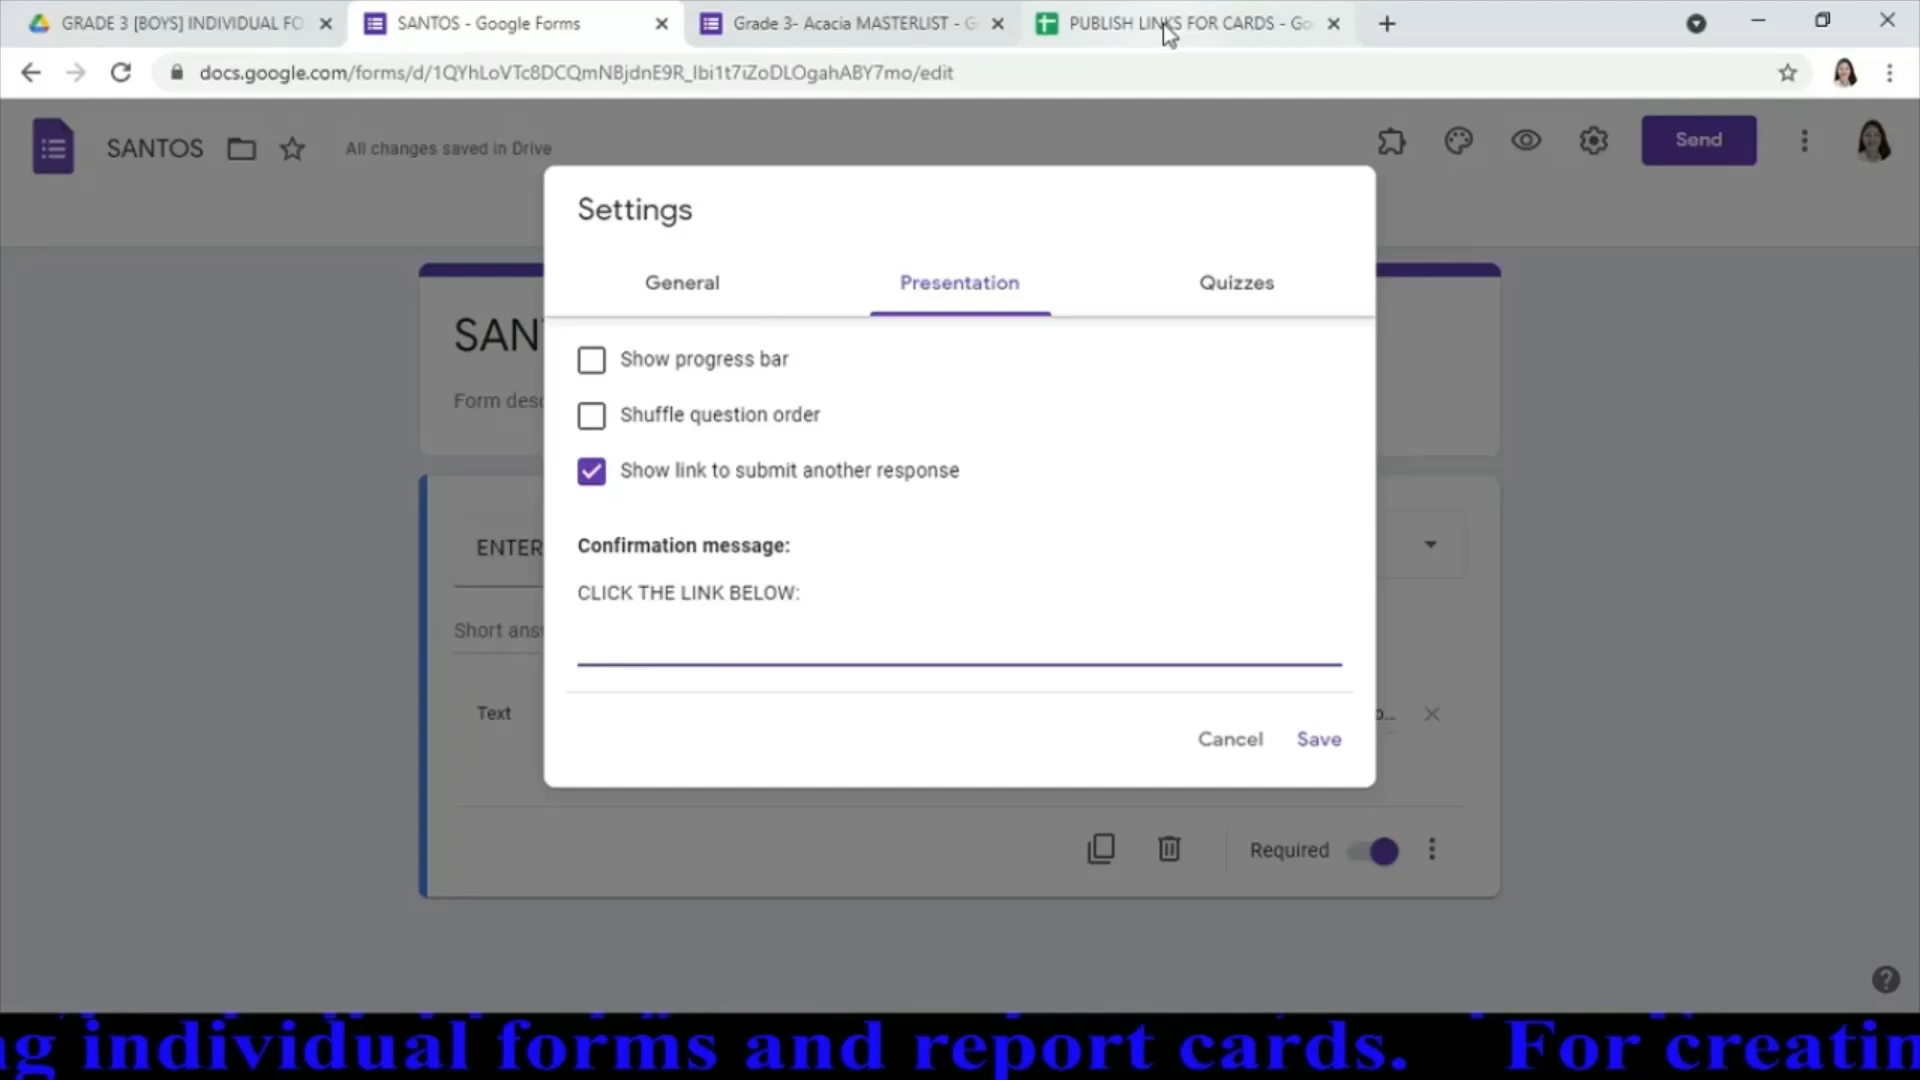 GRADE 3 [BOYS] INDIVIDUAL FO
SANTOS - Google Forms
Grade 3- Acacia MASTERLIST - G
PUBLISH LINKS FOR CARDS - Go
docs.google.com/forms/d/1QYhLoVTc8DCQmNBjdnE9R_Ibi1t7iZoDLOgahABY7mo/edit
SANTOS
All changes saved in Drive
Send
Settings
General
Presentation
Quizzes
SAN
Show progress bar
Form desc
Shuffle question order
Show link to submit another response
ENTER
Confirmation message:
CLICK THE LINK BELOW:
Short ans
Text
Cancel
Save
Required
ng individual forms and report cards. For creatin